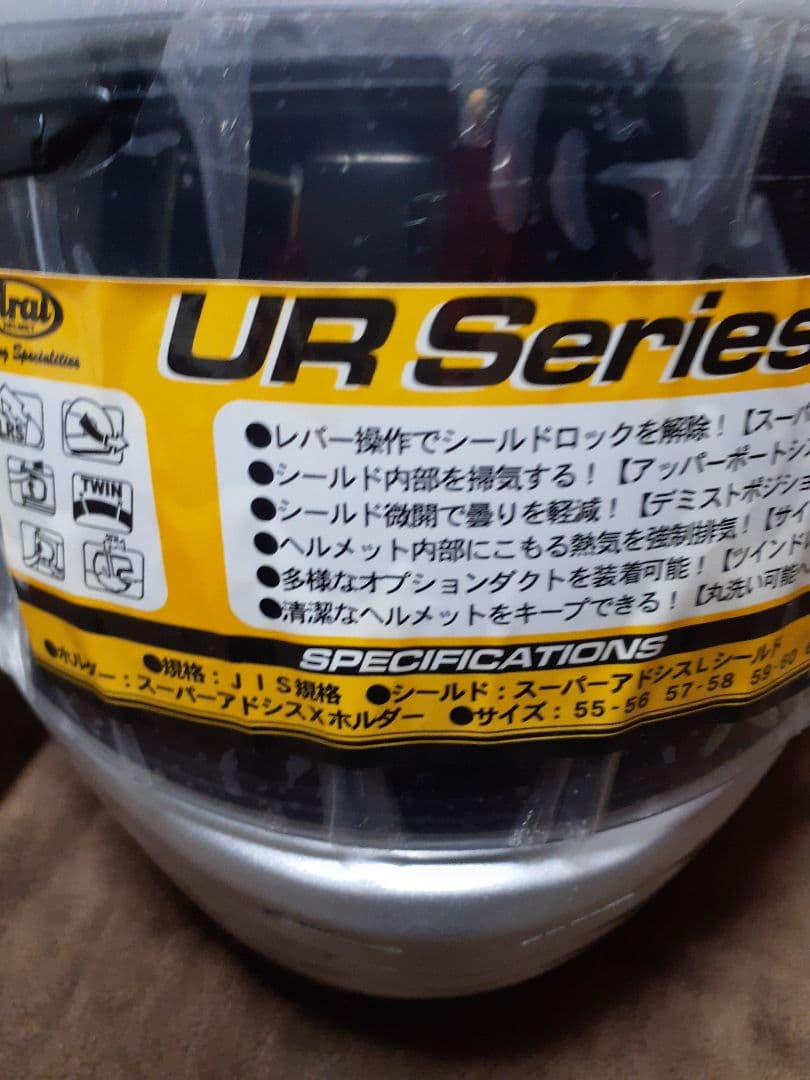 Arai
HELMET
Specialities
UR Series
LRS
TWIN
●レバー操作でシールドロックを解除！【スーパ
●シールド内部を掃気する！【アッパーポートシス
●シールド微開で曇りを軽減！【デミストポジショ
●ヘルメット内部にこもる熱気を強制排気！【サイ
●多様なオプションダクトを装着可能！【ツインド
●清潔なヘルメットをキープできる！【丸洗い可能
SPECIFICATIONS
●規格：ＪＩＳ規格 ●シールド：スーパーアドシスＬシールド
●ホルダー：スーパーアドシスＸホルダー ●サイズ：55-56 57-58 59-60